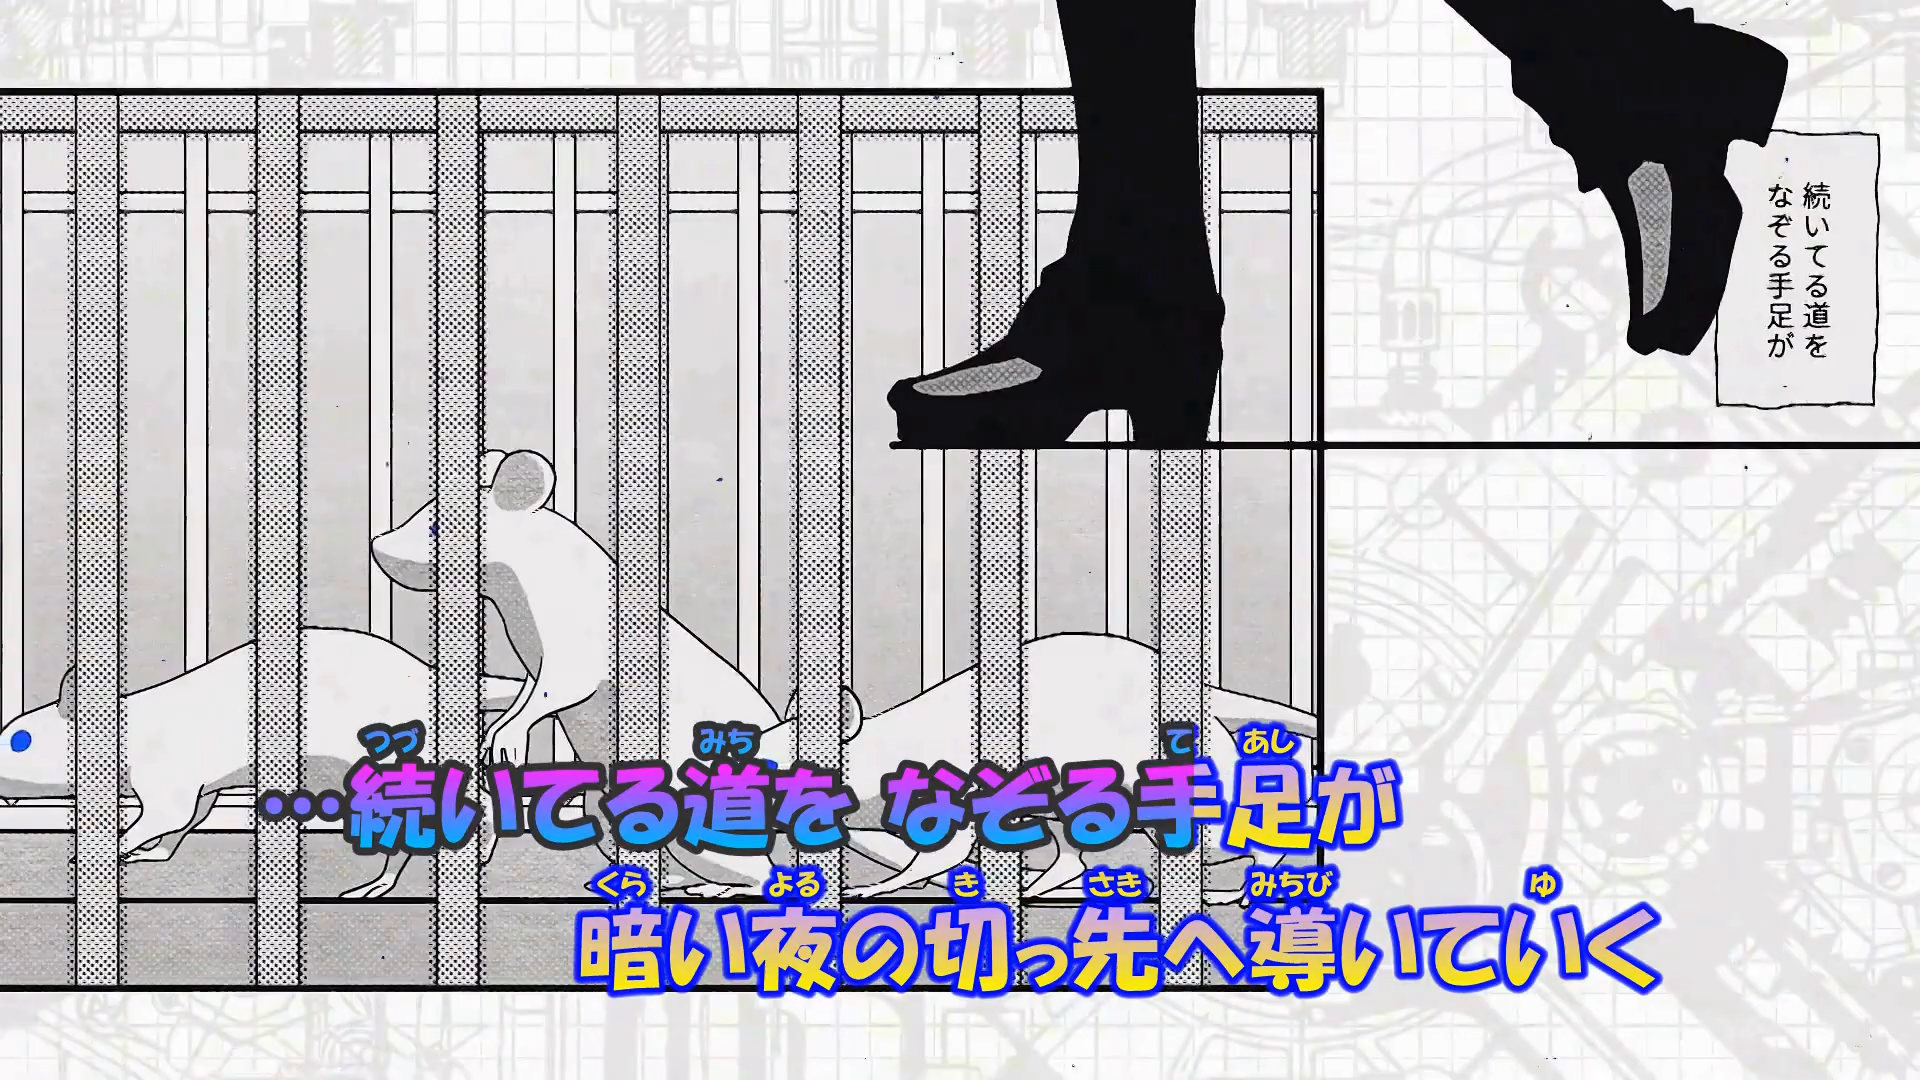 続いてる道を
なぞる手足が
つづ みち て あし
…続いてる道を なぞる手足が
くら よる き さき みちび ゆ
暗い夜の切っ先へ導いていく